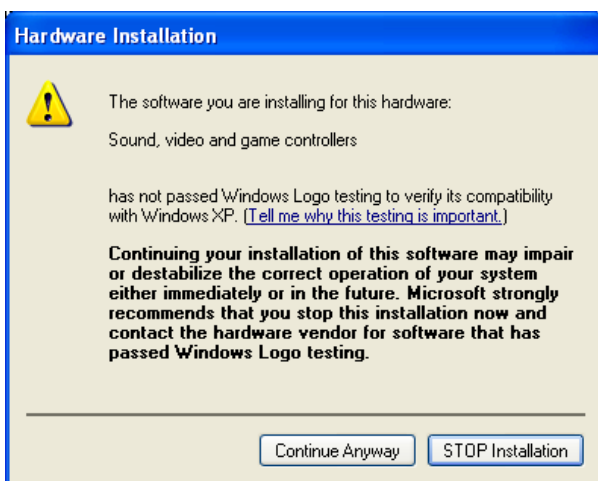 Hardware Installation
The software you are installing for this hardware:
Sound, video and game controllers
has not passed Windows Logo testing to verify its compatibility
with Windows XP. (Tell me why this testing is important.)
Continuing your installation of this software may impair
or destabilize the correct operation of your system
either immediately or in the future. Microsoft strongly
recommends that you stop this installation now and
contact the hardware vendor for software that has
passed Windows Logo testing.
Continue Anyway
STOP Installation